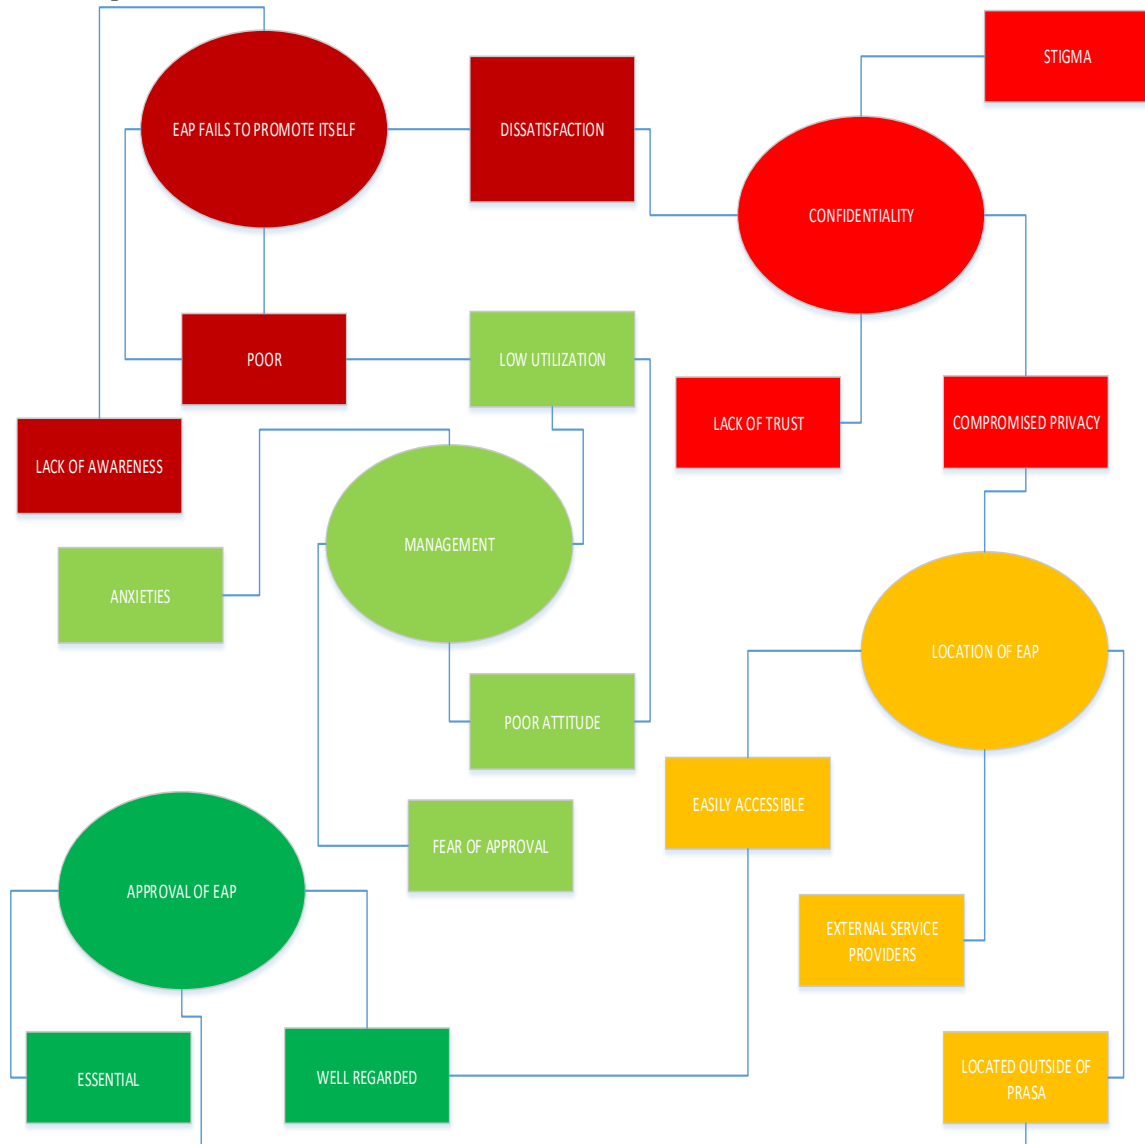 STIGMA
EAP FAILS TO PROMOTE ITSELF
DISSATISFACTION
CONFIDENTIALITY
POOR
LOW UTILIZATION
LACK OF TRUST
COMPROMISED PRIVACY
LACK OF AWARENESS
MANAGEMENT
ANXIETIES
LOCATION OF EAP
POOR ATTITUDE
EASILY ACCESSIBLE
FEAR OF APPROVAL
APPROVAL OF EAP
EXTERNAL SERVICE
PROVIDERS
ESSENTIAL
WELL REGARDED
LOCATED OUTSIDE OF
PRASA